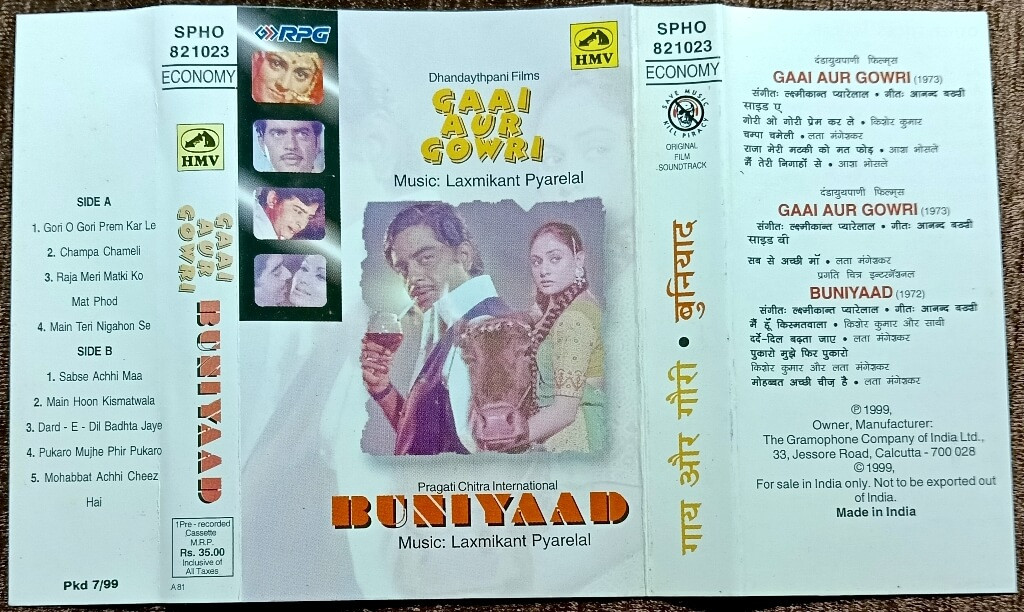 SIDE A
1. Gori O Gori Prem Kar Le
2. Champa Chameli
3. Raja Meri Matki Ko
Mat Phod
4. Main Teri Nigahon Se
SIDE B
1. Sabse Achhi Maa
2. Main Hoon Kismatwala
3. Dard - E - Dil Badhta Jaye
4. Pukaro Mujhe Phir Pukaro
5. Mohabbat Achhi Cheez
Hai
Pkd 7/99
SPHO
821023
ECONOMY
HMV
GAAI
AUR
GOWRI
BUNIYAAD
1Pre - recorded
Cassette
M.R.P.
Rs. 35.00
Inclusive of
All Taxes
A81
RPG
HMV
Dhandaythpani Films
GAAI
AUR
GOWRI
Music: Laxmikant Pyarelal
Pragati Chitra International
BUNIYAAD
Music: Laxmikant Pyarelal
SPHO
821023
ECONOMY
SAVE MUSIC
KILL PIRACY
ORIGINAL
FILM
SOUNDTRACK
गाय और गौरी • बुनियाद
दंडायुथपाणी फिल्म्स
GAAI AUR GOWRI (1973)
संगीतः लक्ष्मीकान्त प्यारेलाल • गीतः आनन्द बख्शी
साइड ए
गोरी ओ गोरी प्रेम कर ले • किशोर कुमार
चम्पा चमेली • लता मंगेशकर
राजा मेरी मटकी को मत फोड़ • आशा भोसले
मैं तेरी निगाहों से • आशा भोसले
दंडायुथपाणी फिल्म्स
GAAI AUR GOWRI (1973)
संगीतः लक्ष्मीकान्त प्यारेलाल • गीतः आनन्द बख्शी
साइड बी
सब से अच्छी माँ • लता मंगेशकर
प्रगति चित्र इन्टरनॅशनल
BUNIYAAD (1972)
संगीतः लक्ष्मीकान्त प्यारेलाल • गीतः आनन्द बख्शी
मैं हूँ किस्मतवाला • किशोर कुमार और साथी
दर्दे-दिल बढ़ता जाए • लता मंगेशकर
पुकारो मुझे फिर पुकारो
किशोर कुमार और लता मंगेशकर
मोहब्बत अच्छी चीज़ है • लता मंगेशकर
℗ 1999,
Owner, Manufacturer:
The Gramophone Company of India Ltd.,
33, Jessore Road, Calcutta - 700 028
© 1999,
For sale in India only. Not to be exported out
of India.
Made in India